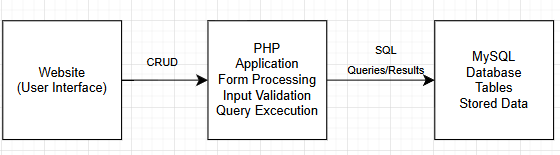 Website
(User Interface)
CRUD
PHP
Application
Form Processing
Input Validation
Query Excecution
SQL
Queries/Results
MySQL
Database
Tables
Stored Data